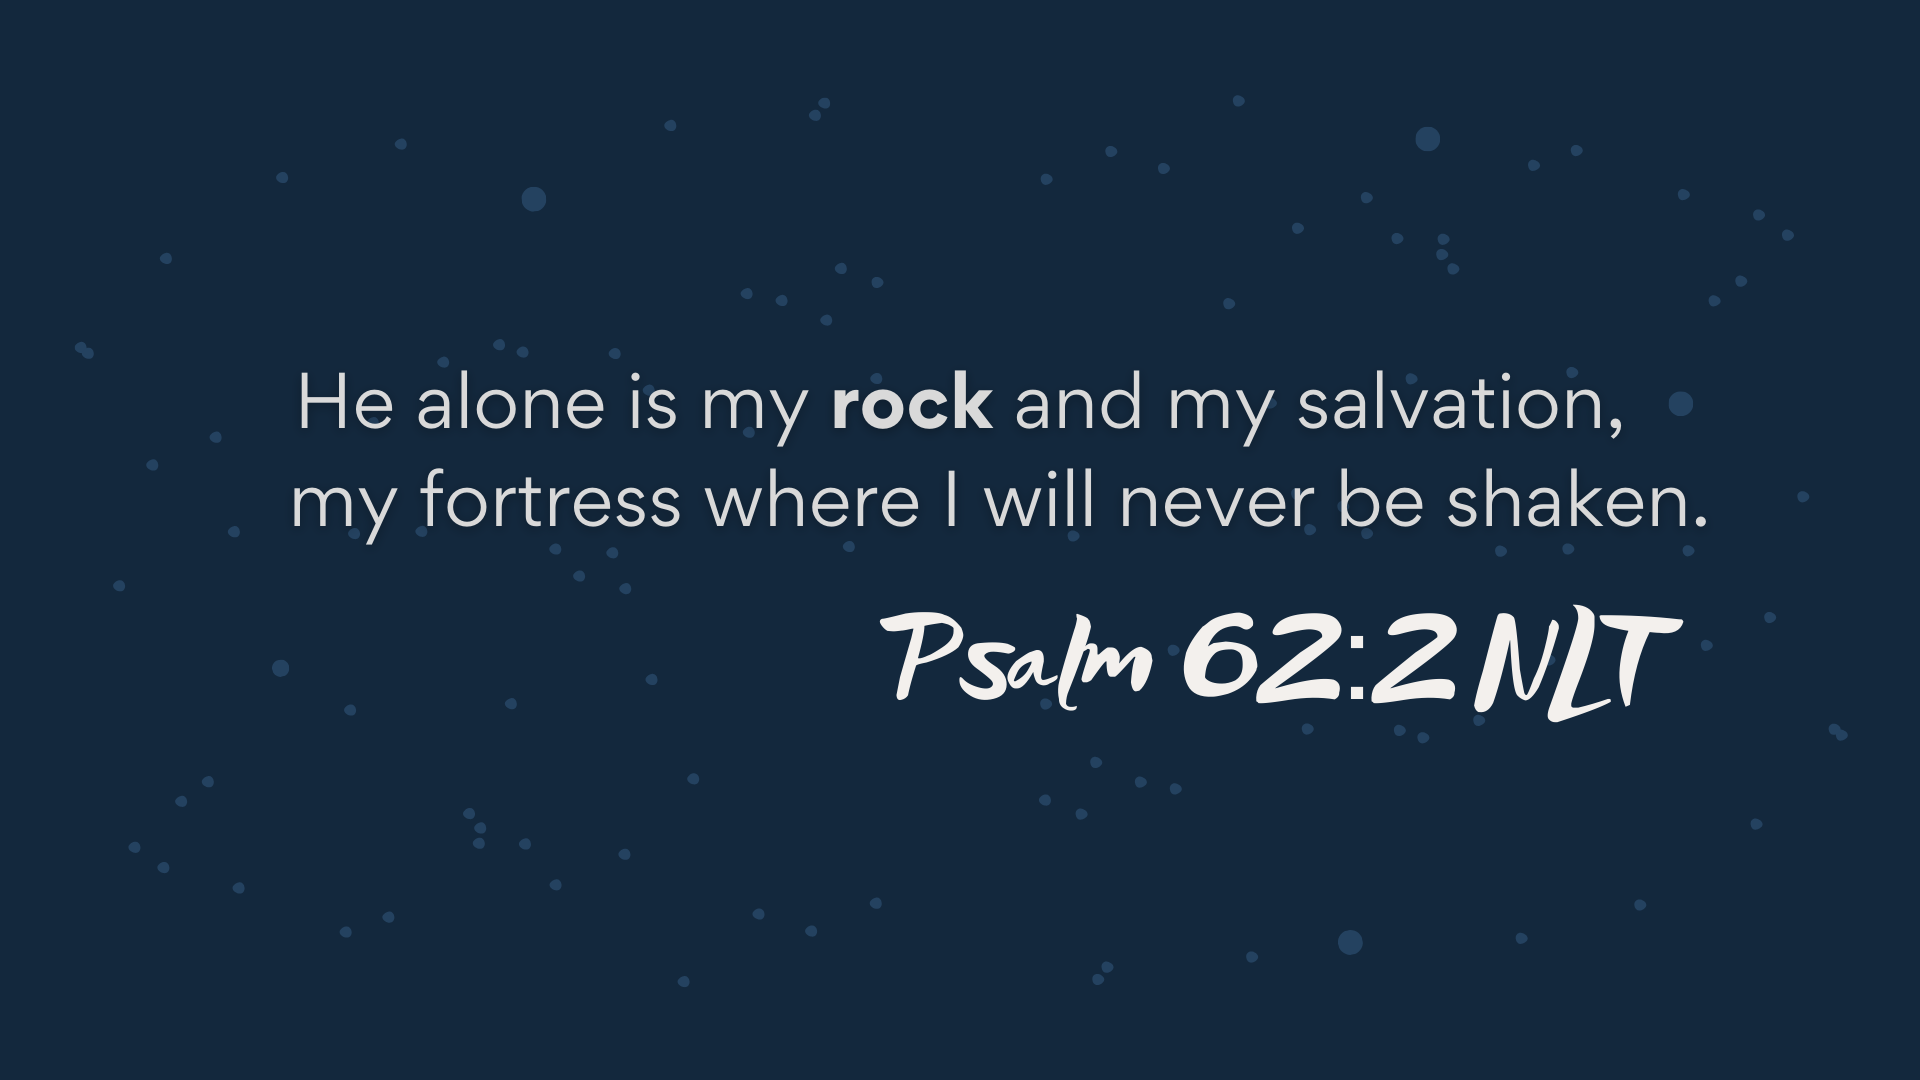 He alone is my rock and my salvation,
my fortress where I will never be shaken.
Psalm 62:2 NLT